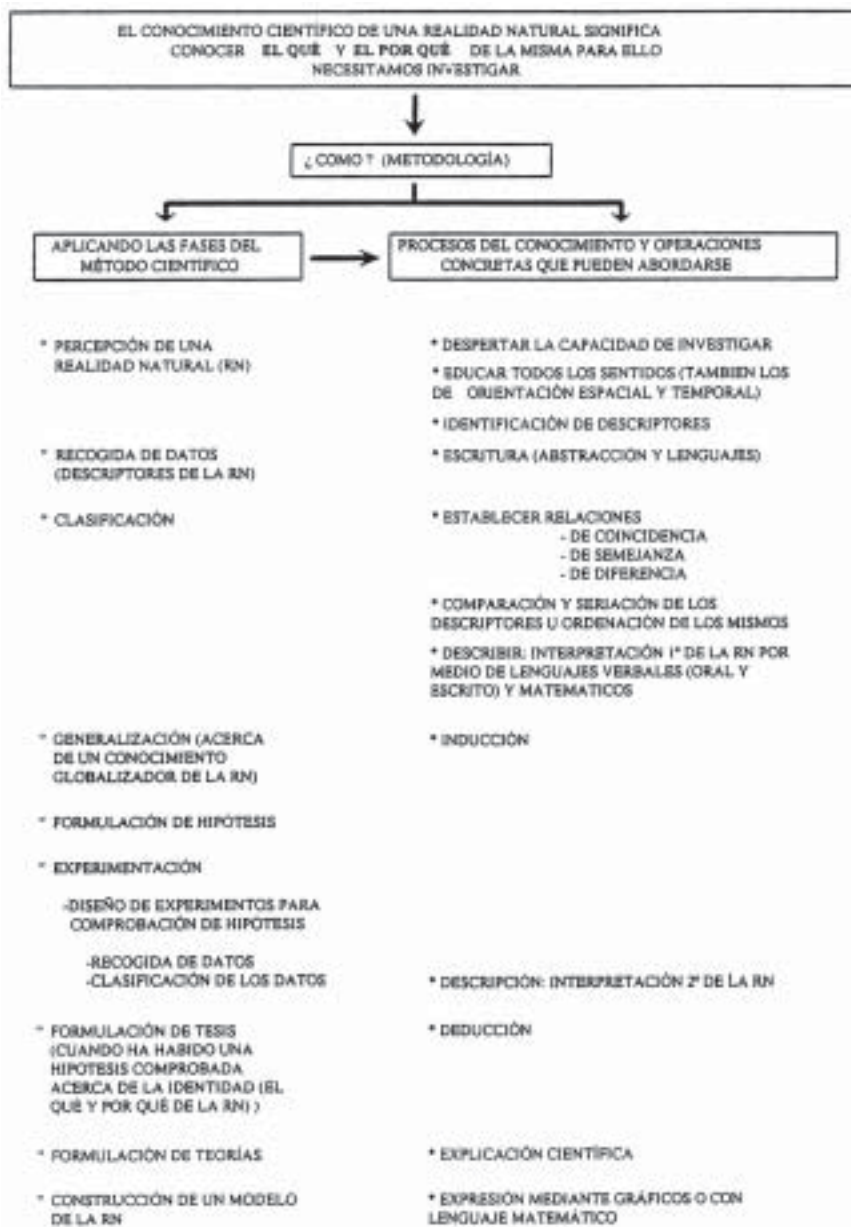 EL CONOCIMIENTO CIENTÍFICO DE UNA REALIDAD NATURAL SIGNIFICA
CONOCER EL QUÉ Y EL POR QUÉ DE LA MISMA PARA ELLO
NECESITAMOS INVESTIGAR
¿ COMO ? (METODOLOGÍA)
APLICANDO LAS FASES DEL
MÉTODO CIENTÍFICO
PROCESOS DEL CONOCIMIENTO Y OPERACIONES
CONCRETAS QUE PUEDEN ABORDARSE
* PERCEPCIÓN DE UNA
REALIDAD NATURAL (RN)
* DESPERTAR LA CAPACIDAD DE INVESTIGAR
* EDUCAR TODOS LOS SENTIDOS (TAMBIEN LOS
DE ORIENTACIÓN ESPACIAL Y TEMPORAL)
* IDENTIFICACIÓN DE DESCRIPTORES
* RECOGIDA DE DATOS
(DESCRIPTORES DE LA RN)
* ESCRITURA (ABSTRACCIÓN Y LENGUAJES)
* CLASIFICACIÓN
* ESTABLECER RELACIONES
- DE COINCIDENCIA
- DE SEMEJANZA
- DE DIFERENCIA
* COMPARACIÓN Y SERIACIÓN DE LOS
DESCRIPTORES U ORDENACIÓN DE LOS MISMOS
* DESCRIBIR: INTERPRETACIÓN 1ª DE LA RN POR
MEDIO DE LENGUAJES VERBALES (ORAL Y
ESCRITO) Y MATEMATICOS
* GENERALIZACIÓN (ACERCA
DE UN CONOCIMIENTO
GLOBALIZADOR DE LA RN)
* INDUCCIÓN
* FORMULACIÓN DE HIPÓTESIS
* EXPERIMENTACIÓN
-DISEÑO DE EXPERIMENTOS PARA
COMPROBACIÓN DE HIPÓTESIS
-RECOGIDA DE DATOS
-CLASIFICACIÓN DE LOS DATOS
* DESCRIPCIÓN: INTERPRETACIÓN 2ª DE LA RN
* FORMULACIÓN DE TESIS
(CUANDO HA HABIDO UNA
HIPÓTESIS COMPROBADA
ACERCA DE LA IDENTIDAD (EL
QUÉ Y POR QUÉ DE LA RN) )
* DEDUCCIÓN
* FORMULACIÓN DE TEORÍAS
* EXPLICACIÓN CIENTÍFICA
* CONSTRUCCIÓN DE UN MODELO
DE LA RN
* EXPRESIÓN MEDIANTE GRÁFICOS O CON
LENGUAJE MATEMÁTICO